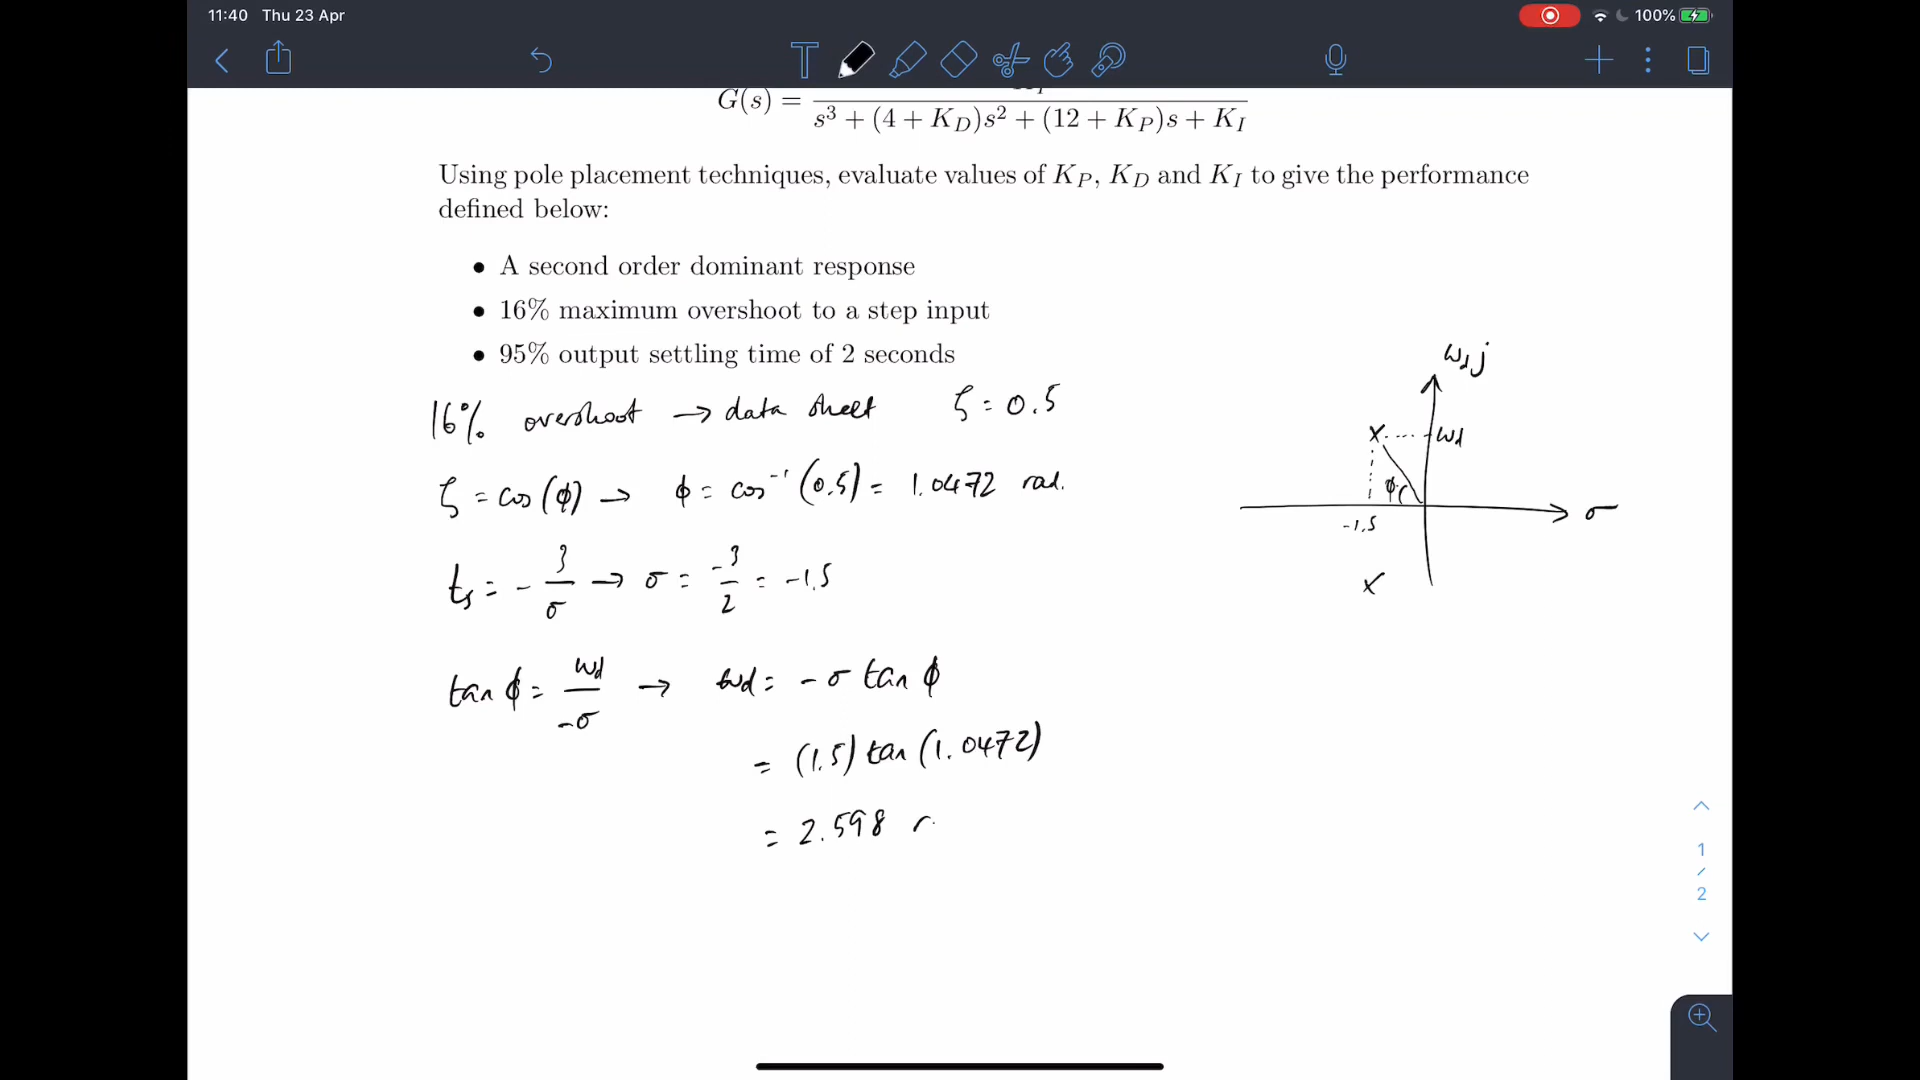 11:40 Thu 23 Apr 100%
G(s) =
s³ + (4 + K_D)s² + (12 + K_P)s + K_I
Using pole placement techniques, evaluate values of K_P, K_D and K_I to give the performance
defined below:
• A second order dominant response
• 16% maximum overshoot to a step input
• 95% output settling time of 2 seconds
16% overshoot → data sheet ζ = 0.5
ζ = cos(ϕ) → ϕ = cos⁻¹(0.5) = 1.0472 rad.
t_s = - 3/σ → σ = -3/2 = -1.5
tan ϕ = ωd/-σ → ωd = - σ tan ϕ
= (1.5) tan (1.0472)
= 2.598 r
ωdj
x ωd
ϕ
-1.5
σ
x
1
/
2